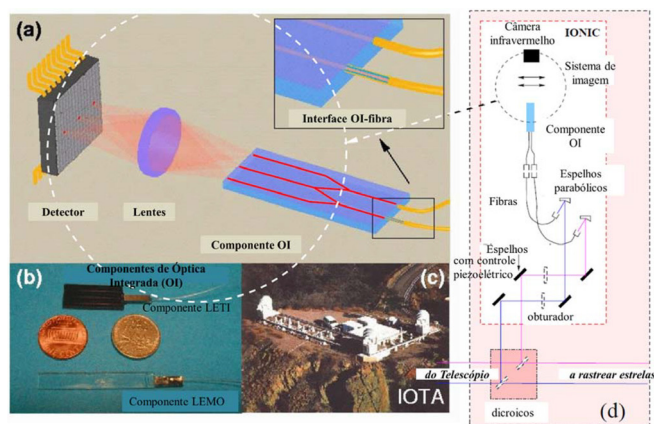 (a)
Interface OI-fibra
Detector
Lentes
Componente OI
(b)
Componentes de Óptica
Integrada (OI)
Componente LETI
Componente LEMO
(c)
IOTA
Câmera
infravermelho
IONIC
Sistema de
imagem
Componente
OI
Espelhos
parabólicos
Fibras
Espelhos
com controle
piezoelétrico
obturador
do Telescópio
a rastrear estrelas
dicroicos
(d)